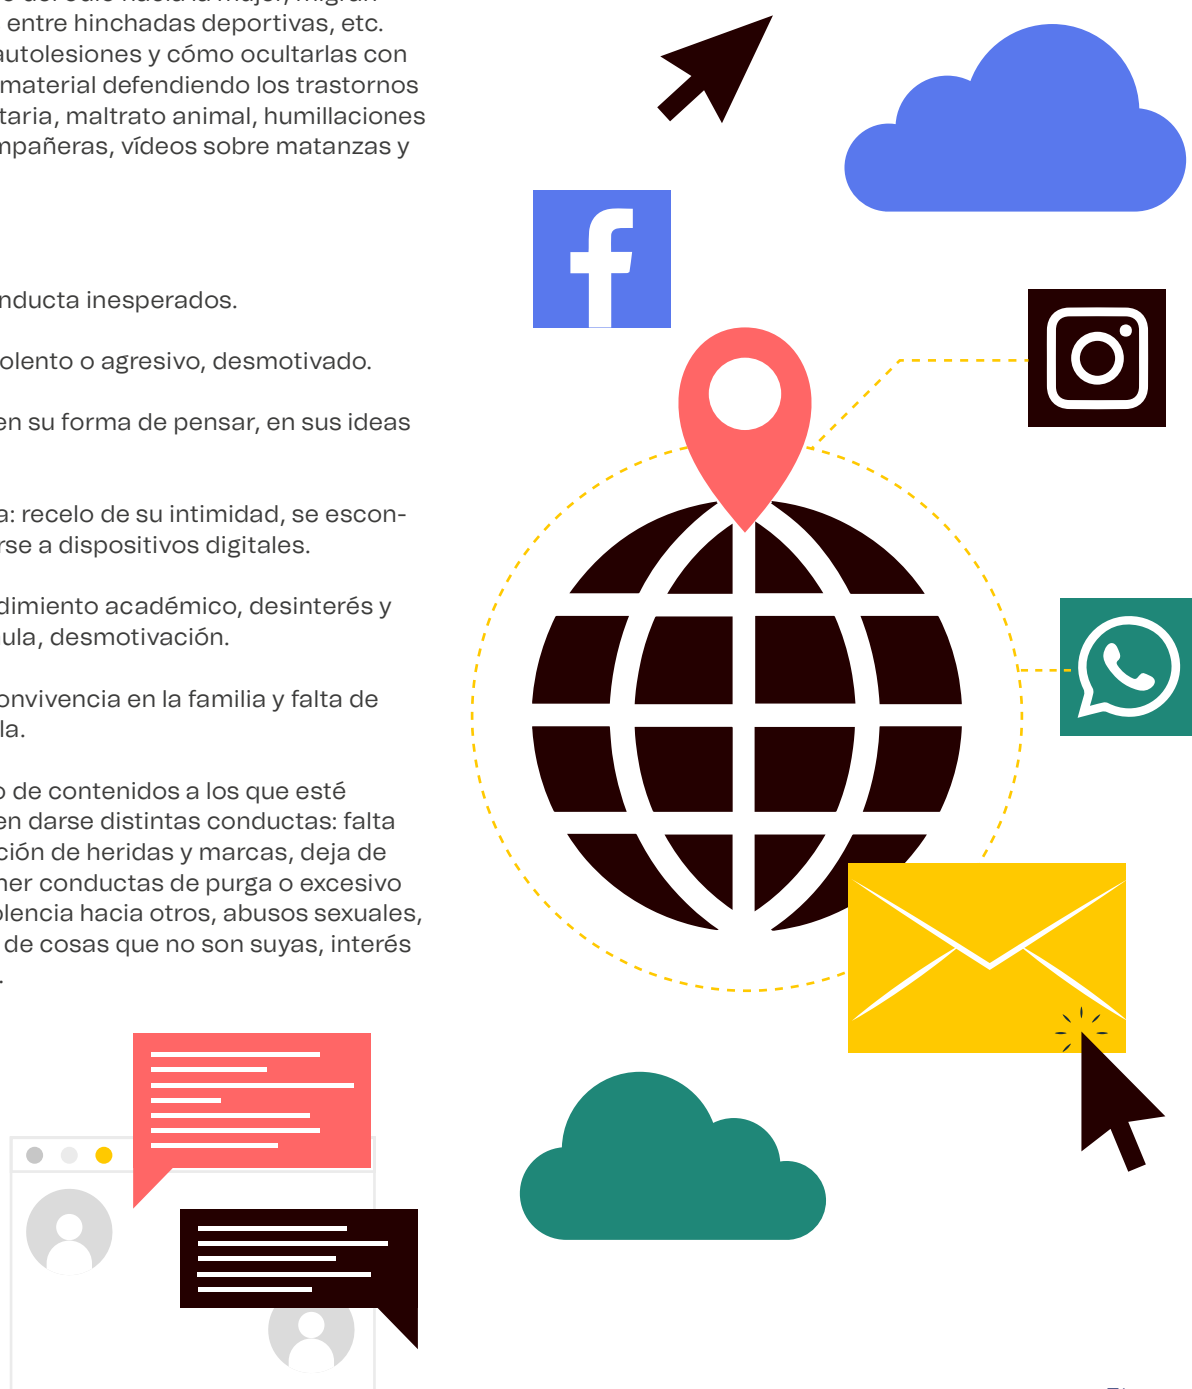 entre hinchadas deportivas, etc.
autolesiones y cómo ocultarlas con
material defendiendo los trastornos
taria, maltrato animal, humillaciones
mpañeras, vídeos sobre matanzas y
nducta inesperados.
olento o agresivo, desmotivado.
en su forma de pensar, en sus ideas
a: recelo de su intimidad, se escon-
rse a dispositivos digitales.
dimiento académico, desinterés y
aula, desmotivación.
onvivencia en la familia y falta de
la.
o de contenidos a los que esté
en darse distintas conductas: falta
ción de heridas y marcas, deja de
ner conductas de purga o excesivo
olencia hacia otros, abusos sexuales,
de cosas que no son suyas, interés
.